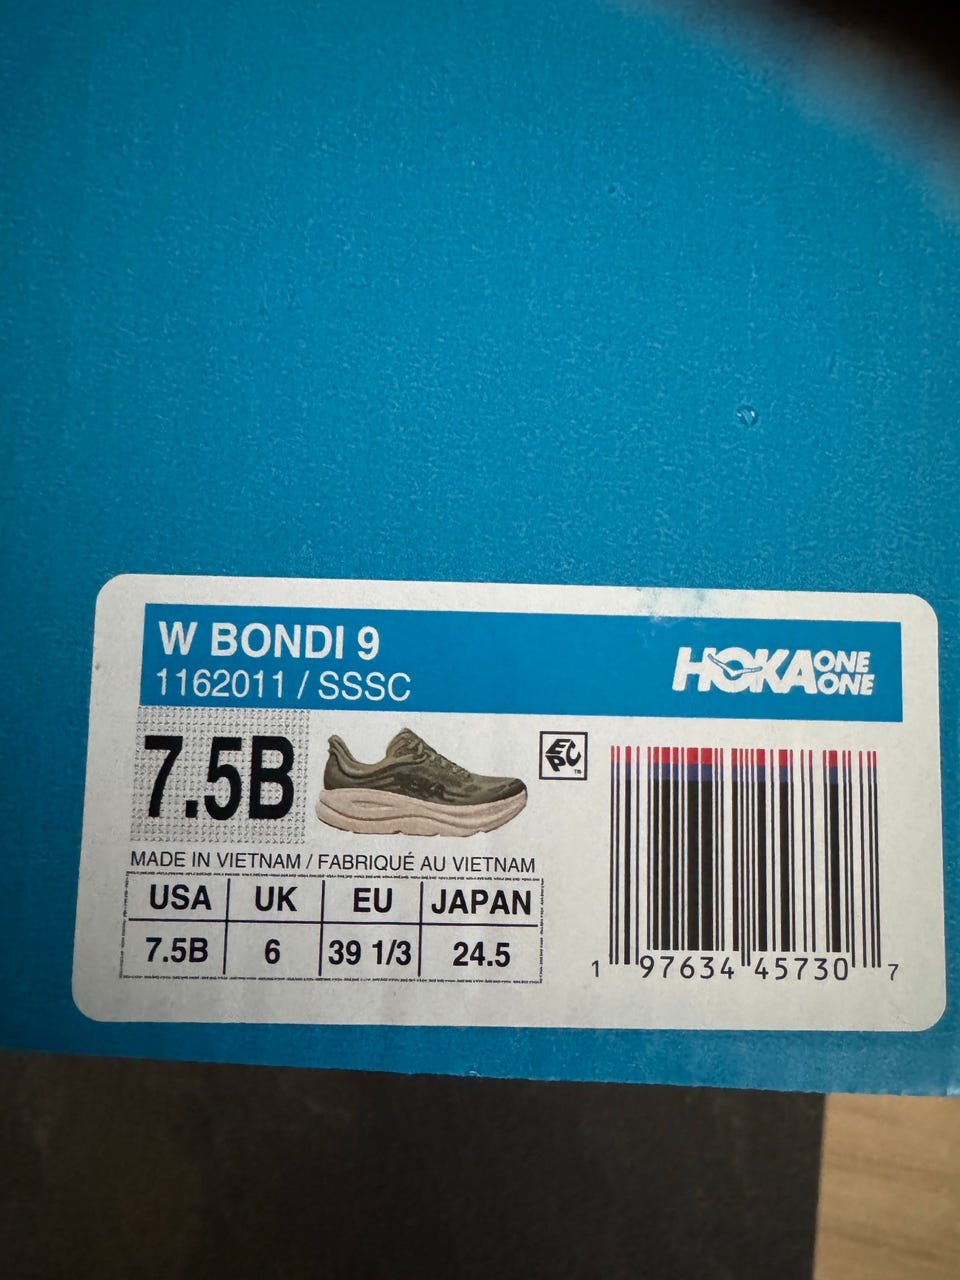 W BONDI 9
1162011 / SSSC
HOKA ONE ONE
7.5B
EPC™
MADE IN VIETNAM / FABRIQUÉ AU VIETNAM
USA UK EU JAPAN
7.5B 6 39 1/3 24.5
1 97634 45730 7